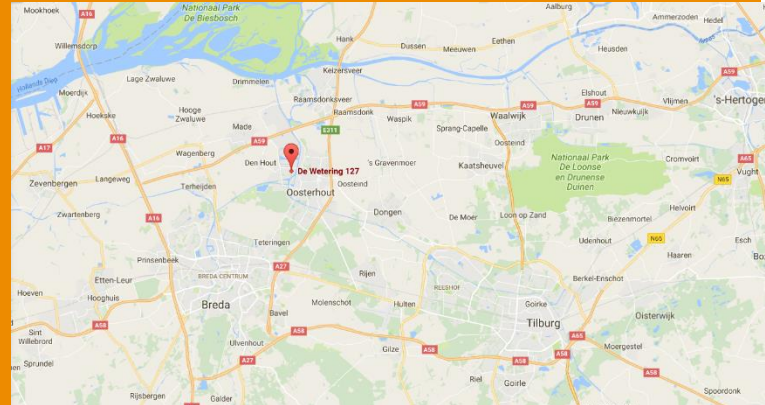 Mookhoek
A16
Nationaal Park
De Biesbosch
Aalburg
Ammerzoden
Hedel
Willemsdorp
Hank
Dussen
Meeuwen
Eethen
Heusden
Keizersveer
Hollands Diep
Lage Zwaluwe
Drimmelen
A59
Moerdijk
Raamsdonksveer
Elshout
Vlijmen
's-Hertogen
Hooge
Zwaluwe
Raamsdonk
A59
Waspik
Waalwijk
A59
A59
Nieuwkuijk
Hoekske
Made
E311
Sprang-Capelle
Drunen
A16
A59
Oostend
A17
Wagenberg
Den Hout
's Gravenmoer
Kaatsheuvel
Nationaal Park
De Loonse
en Drunense
Duinen
Cromvoirt
A65
De Wetering 127
Vught
N65
Zevenbergen
Langeweg
Terheijden
Oostend
Oosterhout
Helvoirt
Zwartenberg
A16
Dongen
De Moer
Loon op Zand
Biezenmortel
Udenhout
N65
Esch
Teteringen
Haaren
Prinsenbeek
A27
Rijen
Berkel-Enschot
Etten-Leur
BREDA CENTRUM
REESHOF
Hoeven
Hooghuis
Breda
Molenschot
Hulten
Goirke
Oisterwijk
Bavel
Tilburg
A58
A58
Sint
Willebrord
A65
Ulvenhout
Gilze
A58
Moergestel
Sprundel
A27
A58
A58
Riel
Goirle
Spoordonk
Rijsbergen
Galder